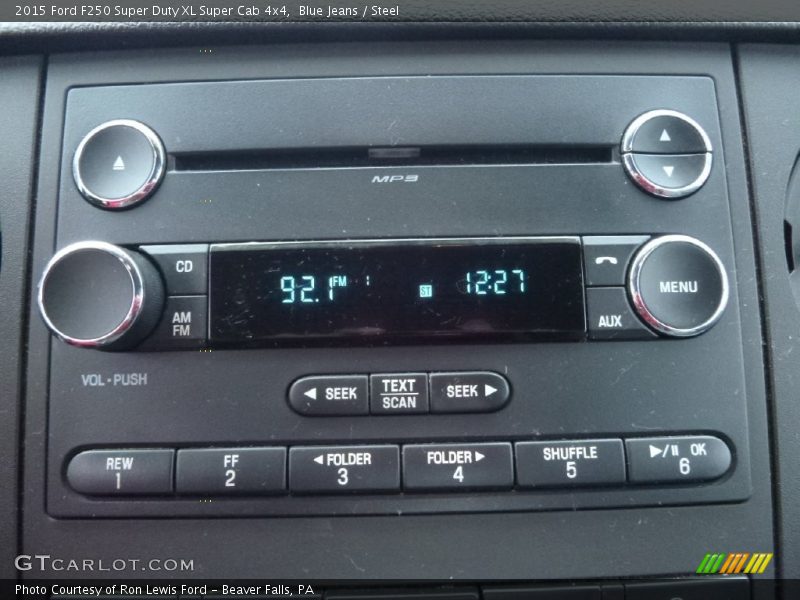 2015 Ford F250 Super Duty XL Super Cab 4x4, Blue Jeans / Steel
MP3
CD
AM
FM
92.1 FM 1
ST
12:27
MENU
AUX
VOL•PUSH
◄ SEEK
TEXT
SCAN
SEEK ►
REW
1
FF
2
◄FOLDER
3
FOLDER►
4
SHUFFLE
5
►/II OK
6
GTCARLOT.COM
Photo Courtesy of Ron Lewis Ford - Beaver Falls, PA